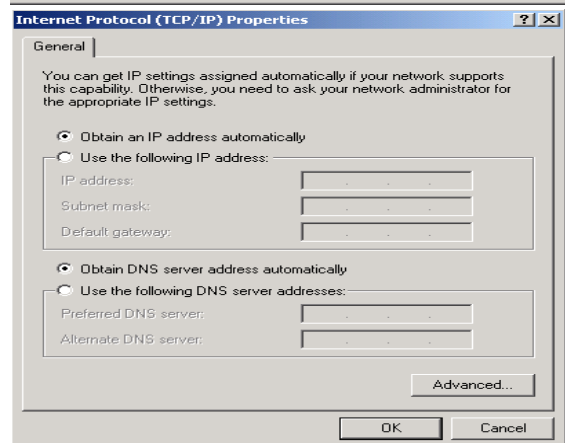 Internet Protocol (TCP/IP) Properties
General
You can get IP settings assigned automatically if your network supports
this capability. Otherwise, you need to ask your network administrator for
the appropriate IP settings.
Obtain an IP address automatically
Use the following IP address:
IP address:
Subnet mask:
Default gateway:
Obtain DNS server address automatically
Use the following DNS server addresses:
Preferred DNS server:
Alternate DNS server:
Advanced...
OK
Cancel